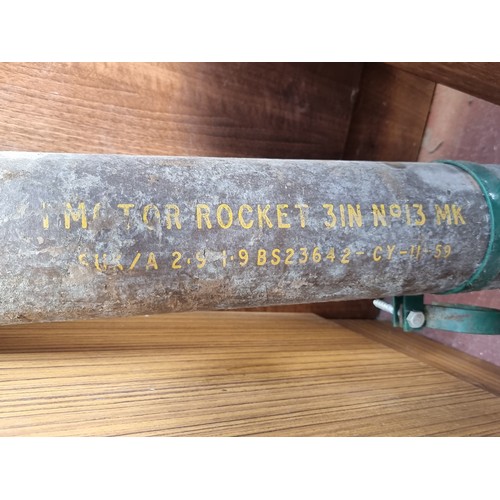 MOTOR ROCKET 3IN No13 MK
/A 2·9 1·9 BS23642-CY-11-59